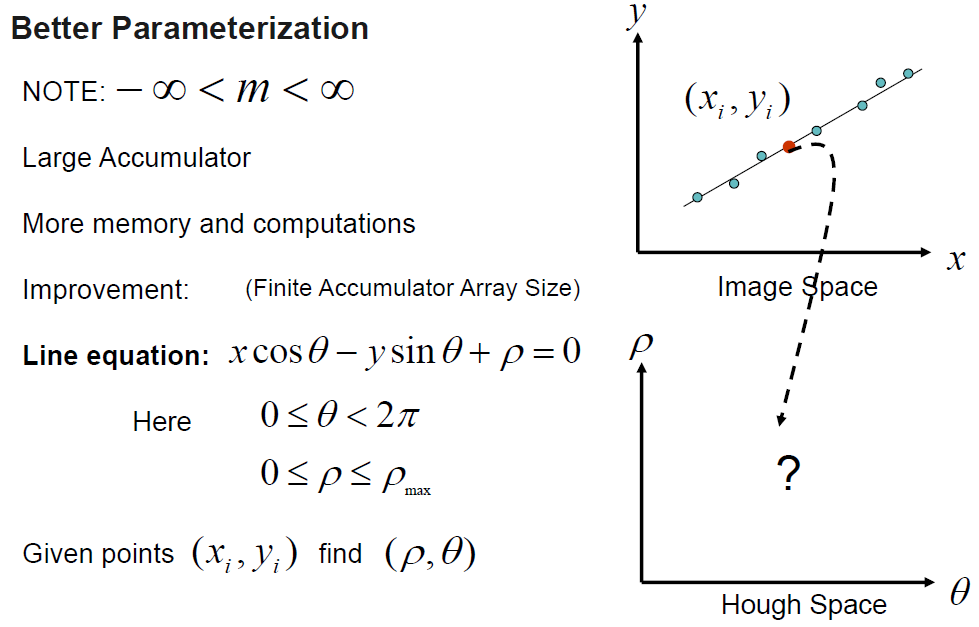 Better Parameterization
NOTE: − ∞ < m < ∞
Large Accumulator
More memory and computations
Improvement: (Finite Accumulator Array Size)
Line equation: x cos θ − y sin θ + ρ = 0
Here 0 ≤ θ < 2π
0 ≤ ρ ≤ ρmax
Given points (xi, yi) find (ρ, θ)
y
(xi, yi)
x
Image Space
ρ
?
θ
Hough Space